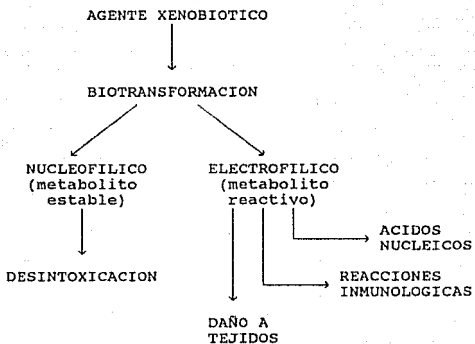 AGENTE XENOBIOTICO
BIOTRANSFORMACION
NUCLEOFILICO
(metabolito
estable)
ELECTROFILICO
(metabolito
reactivo)
ACIDOS
NUCLEICOS
DESINTOXICACION
REACCIONES
INMUNOLOGICAS
DAÑO A
TEJIDOS